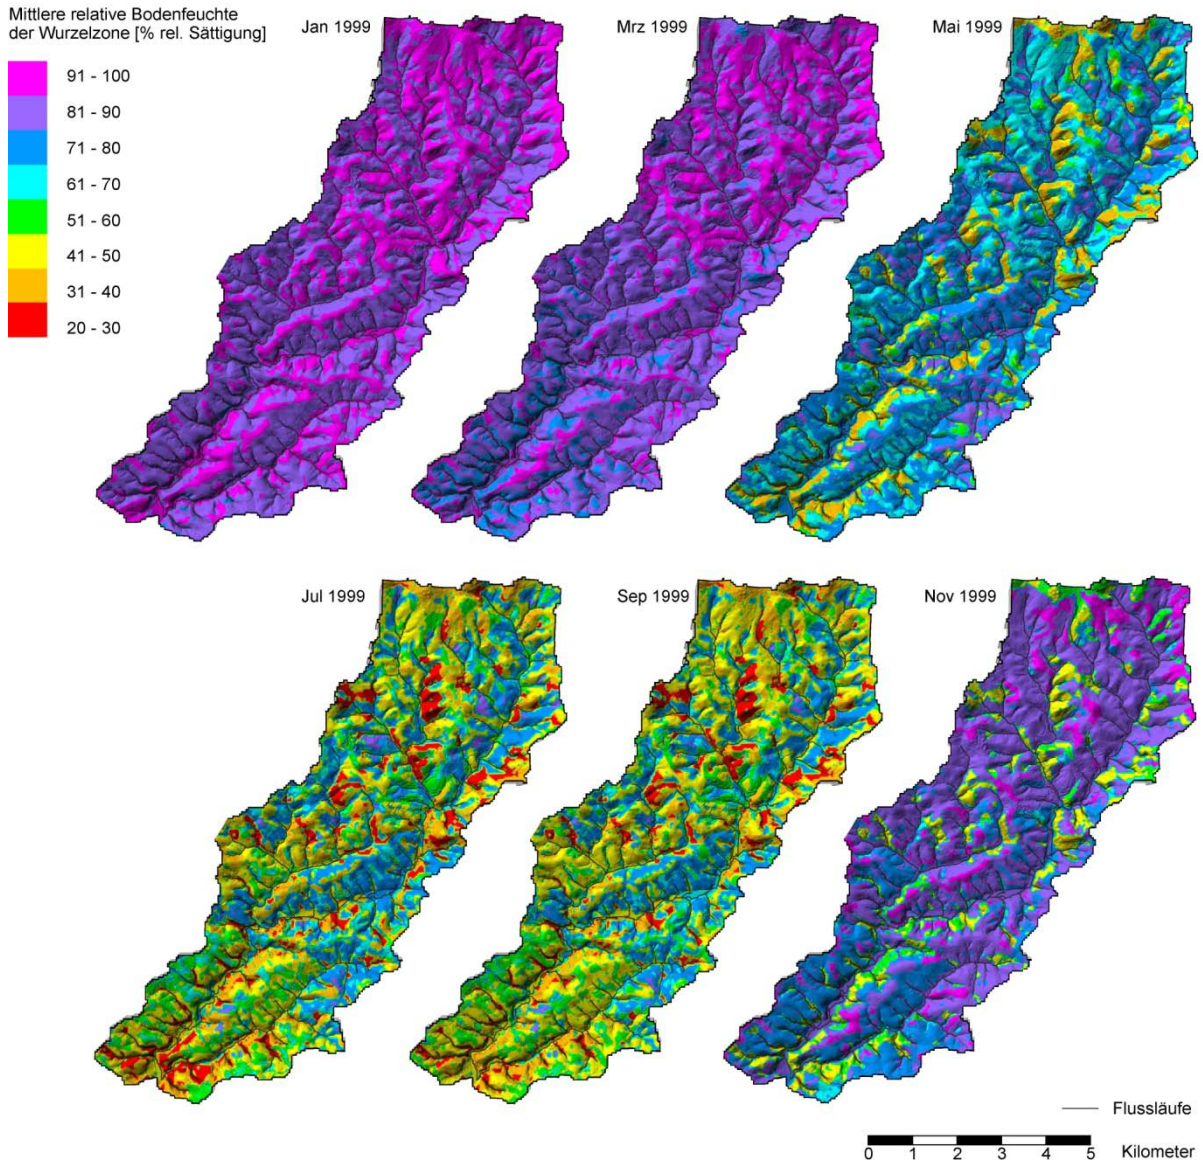 Mittlere relative Bodenfeuchte
der Wurzelzone [% rel. Sättigung]
91 - 100
81 - 90
71 - 80
61 - 70
51 - 60
41 - 50
31 - 40
20 - 30
Jan 1999
Mrz 1999
Mai 1999
Jul 1999
Sep 1999
Nov 1999
Flussläufe
0 1 2 3 4 5 Kilometer